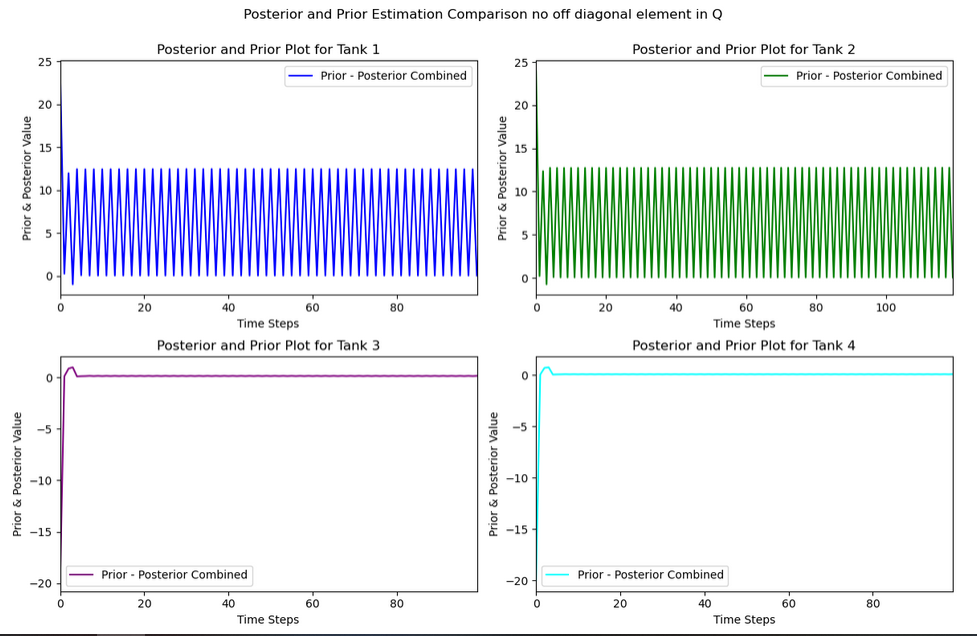 Posterior and Prior Estimation Comparison no off diagonal element in Q
Posterior and Prior Plot for Tank 1
Prior & Posterior Value
25
20
15
10
5
0
Prior - Posterior Combined
0 20 40 60 80
Time Steps
Posterior and Prior Plot for Tank 2
Prior & Posterior Value
25
20
15
10
5
0
Prior - Posterior Combined
0 20 40 60 80 100
Time Steps
Posterior and Prior Plot for Tank 3
Prior & Posterior Value
0
−5
−10
−15
−20
Prior - Posterior Combined
0 20 40 60 80
Time Steps
Posterior and Prior Plot for Tank 4
Prior & Posterior Value
0
−5
−10
−15
−20
Prior - Posterior Combined
0 20 40 60 80
Time Steps